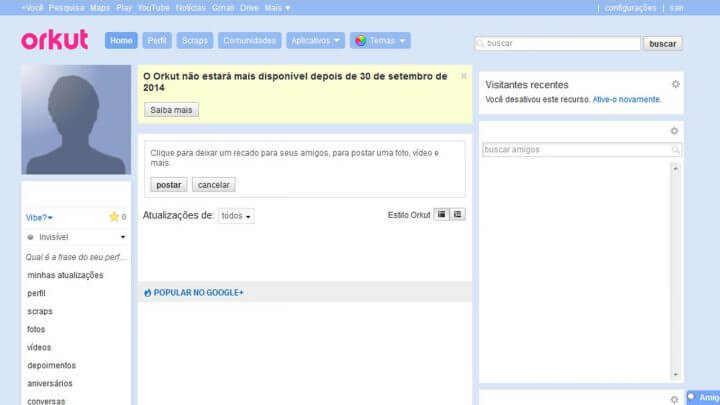 +Você Pesquisa Maps Play YouTube Notícias Gmail Drive Mais ▼ | configurações | sair
orkut Home Perfil Scraps Comunidades Aplicativos Temas buscar buscar
O Orkut não estará mais disponível depois de 30 de setembro de
2014
Saiba mais
Clique para deixar um recado para seus amigos, para postar uma foto, vídeo e
mais.
postar cancelar
Atualizações de: todos Estilo Orkut
POPULAR NO GOOGLE+
Vibe? 0
invisível
Qual é a frase do seu perf...
minhas atualizações
perfil
scraps
fotos
vídeos
depoimentos
aniversários
conversas
Visitantes recentes
Você desativou este recurso. Ative-o novamente.
buscar amigos
Amig